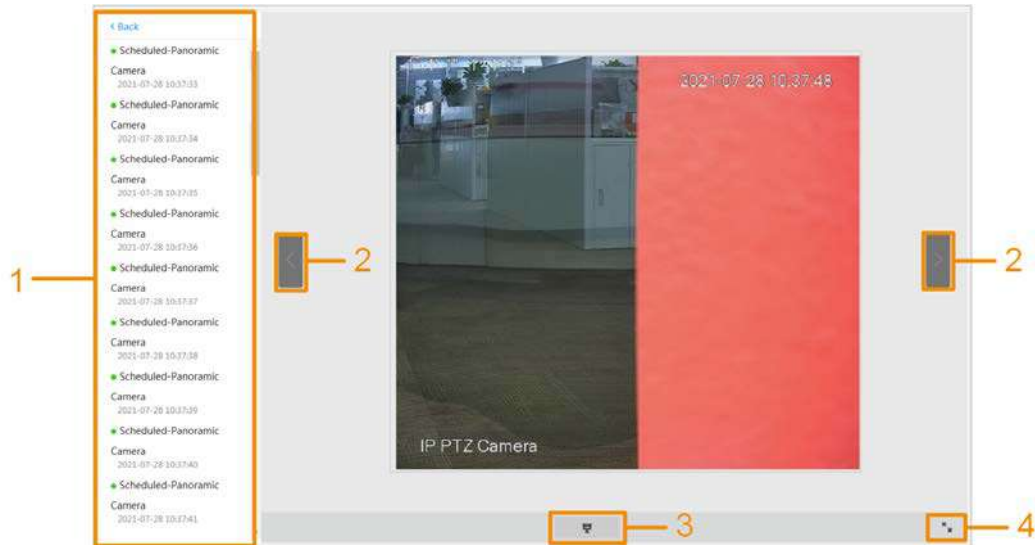 Back
Scheduled-Panoramic
Camera
2021-07-28 10:37:33
Scheduled-Panoramic
Camera
2021-07-28 10:37:34
Scheduled-Panoramic
Camera
2021-07-28 10:37:35
Scheduled-Panoramic
Camera
2021-07-28 10:37:36
Scheduled-Panoramic
Camera
2021-07-28 10:37:37
Scheduled-Panoramic
Camera
2021-07-28 10:37:38
Scheduled-Panoramic
Camera
2021-07-28 10:37:39
Scheduled-Panoramic
Camera
2021-07-28 10:37:40
Scheduled-Panoramic
Camera
2021-07-28 10:37:41
1
2
2021-07-28 10:37:48
IP PTZ Camera
2
3
4